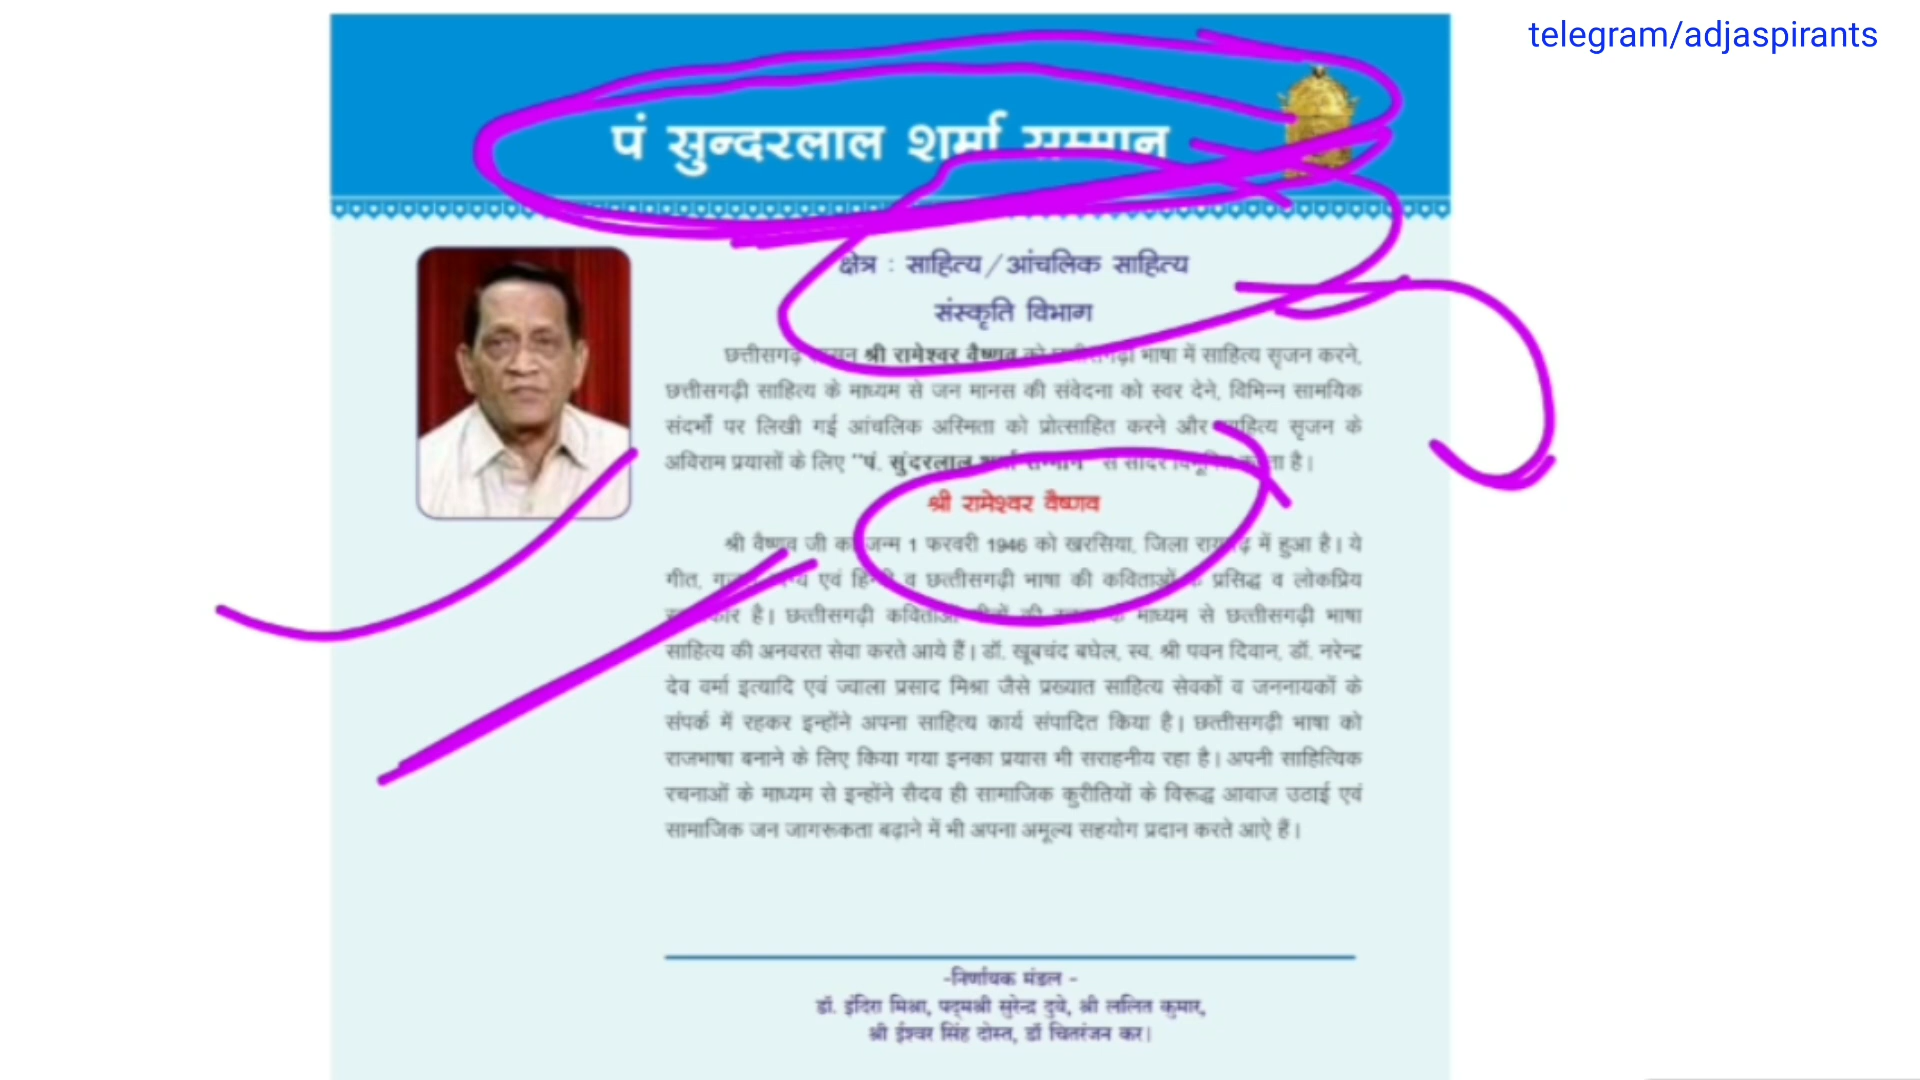 telegram/adjaspirants
पं सुन्दरलाल शर्मा सम्मान
क्षेत्र : साहित्य/आंचलिक साहित्य
संस्कृति विभाग
छत्तीसगढ़ श्री रामेश्वर वैष्णव को छत्तीसगढ़ी भाषा में साहित्य सृजन करने,
छत्तीसगढ़ी साहित्य के माध्यम से जन मानस की संवेदना को स्वर देने, विभिन्न सामयिक
संदर्भों पर लिखी गई आंचलिक अस्मिता को प्रोत्साहित करने और साहित्य सृजन के
अविराम प्रयासों के लिए "पं. सुंदरलाल शर्मा सम्मान" से सादर विभूषित करता है।
श्री रामेश्वर वैष्णव
श्री वैष्णव जी का जन्म 1 फरवरी 1946 को खरसिया, जिला रायगढ़ में हुआ है। ये
गीत, एवं हिन्दी व छत्तीसगढ़ी भाषा की कविताओं के प्रसिद्ध व लोकप्रिय
है। छत्तीसगढ़ी कविताओं माध्यम से छत्तीसगढ़ी भाषा
साहित्य की अनवरत सेवा करते आये हैं। डॉ. खूबचंद बघेल, स्व. श्री पवन दिवान, डॉ. नरेन्द्र
देव वर्मा इत्यादि एवं ज्वाला प्रसाद मिश्रा जैसे प्रख्यात साहित्य सेवकों व जननायकों के
संपर्क में रहकर इन्होंने अपना साहित्य कार्य संपादित किया है। छत्तीसगढ़ी भाषा को
राजभाषा बनाने के लिए किया गया इनका प्रयास भी सराहनीय रहा है। अपनी साहित्यिक
रचनाओं के माध्यम से इन्होंने सैदव ही सामाजिक कुरीतियों के विरूद्ध आवाज उठाई एवं
सामाजिक जन जागरूकता बढ़ाने में भी अपना अमूल्य सहयोग प्रदान करते आऐ हैं।
-निर्णायक मंडल -
डॉ. इंदिरा मिश्रा, पद्मश्री सुरेन्द्र दुबे, श्री ललित कुमार,
श्री ईश्वर सिंह दोस्त, डॉ चितरंजन कर।